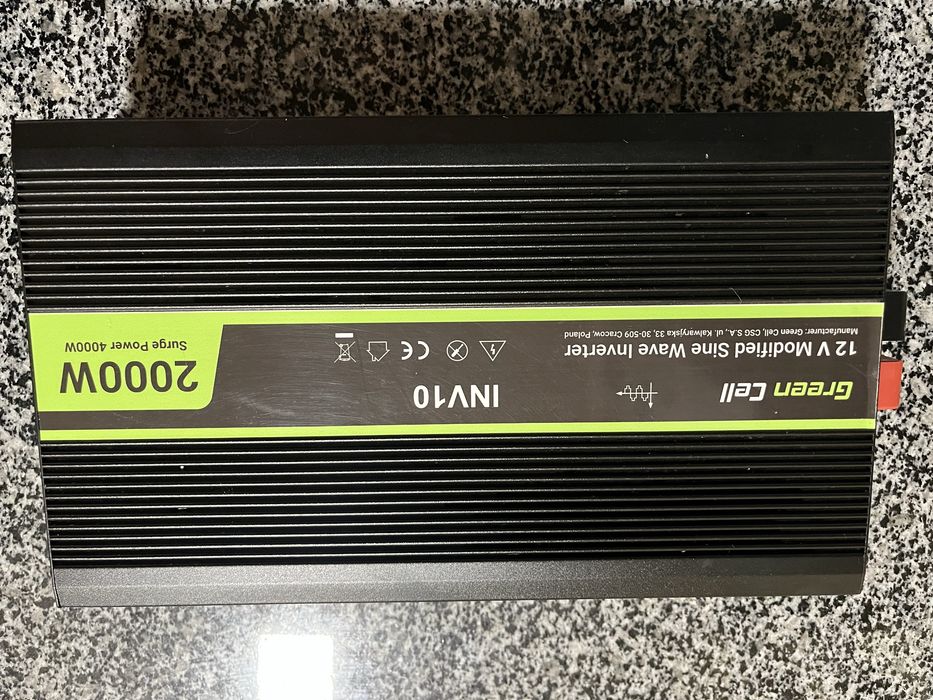 Green Cell
INV10
2000W
Surge Power 4000W
12 V Modified Sine Wave Inverter
Manufacturer: Green Cell, CSG S.A., ul. Kalwaryjska 33, 30-509 Cracow, Poland
CE